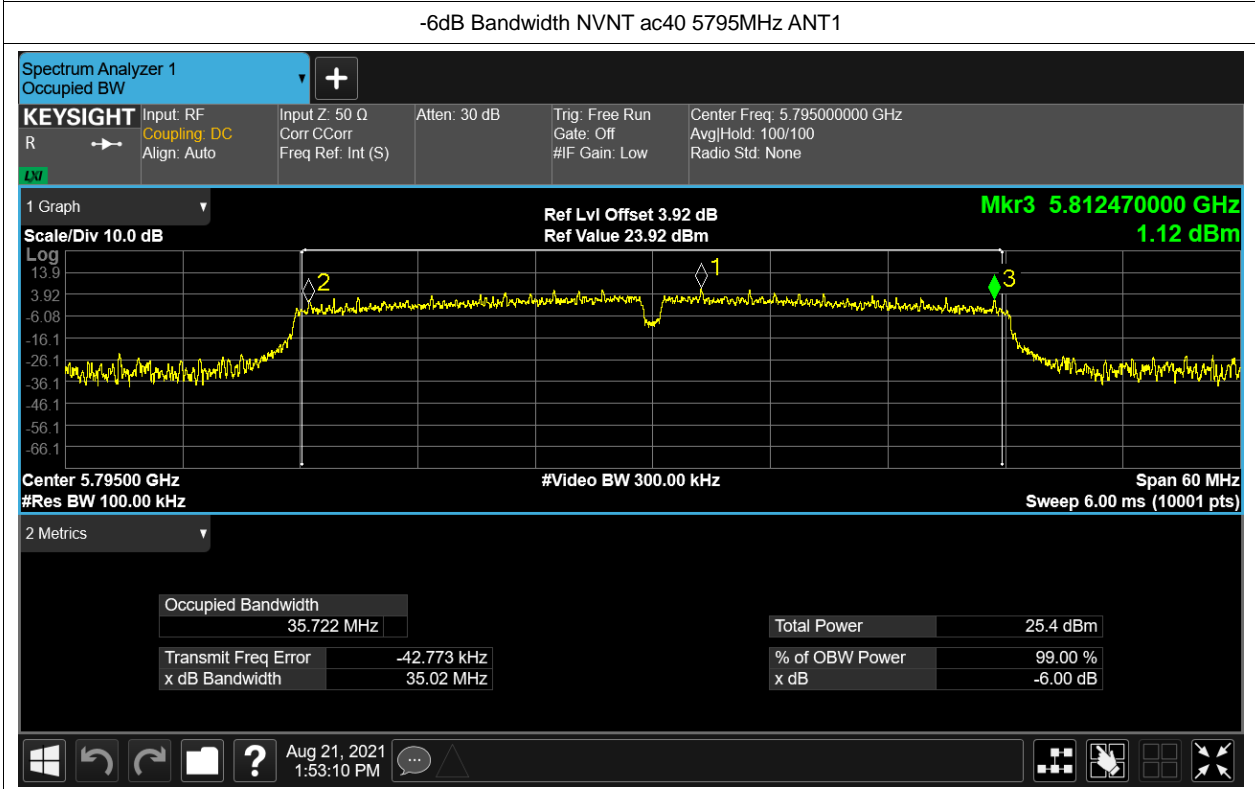 -6dB Bandwidth NVNT ac40 5795MHz ANT1
Spectrum Analyzer 1
Occupied BW
KEYSIGHT
R
LXI
Input: RF
Coupling: DC
Align: Auto
Input Z: 50 Ω
Corr CCorr
Freq Ref: Int (S)
Atten: 30 dB
Trig: Free Run
Gate: Off
#IF Gain: Low
Center Freq: 5.795000000 GHz
Avg|Hold: 100/100
Radio Std: None
1 Graph
Scale/Div 10.0 dB
Ref Lvl Offset 3.92 dB
Ref Value 23.92 dBm
Mkr3 5.812470000 GHz
1.12 dBm
Log
13.9
3.92
-6.08
-16.1
-26.1
-36.1
-46.1
-56.1
-66.1
2
1
3
Center 5.79500 GHz
#Res BW 100.00 kHz
#Video BW 300.00 kHz
Span 60 MHz
Sweep 6.00 ms (10001 pts)
2 Metrics
Occupied Bandwidth
35.722 MHz
Transmit Freq Error -42.773 kHz
x dB Bandwidth 35.02 MHz
Total Power 25.4 dBm
% of OBW Power 99.00 %
x dB -6.00 dB
?
Aug 21, 2021
1:53:10 PM